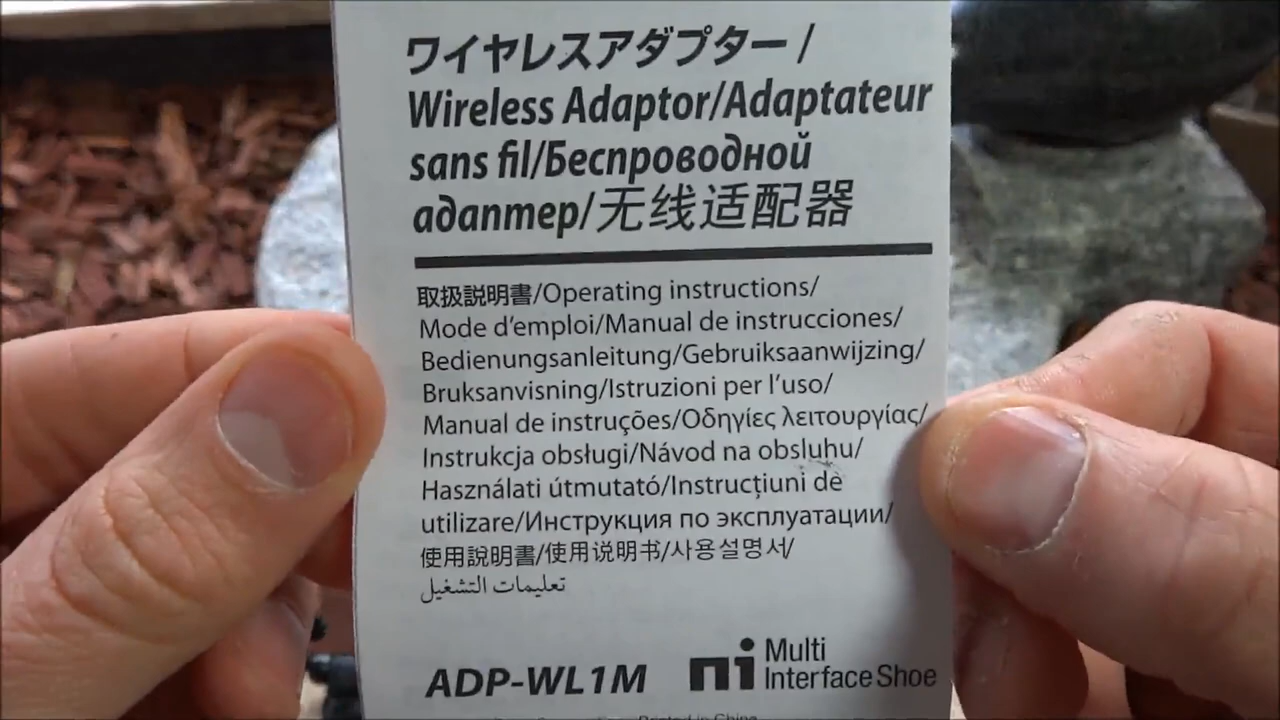 ワイヤレスアダプター /
Wireless Adaptor/Adaptateur
sans fil/Беспроводной
адаптер/无线适配器
取扱説明書/Operating instructions/
Mode d’emploi/Manual de instrucciones/
Bedienungsanleitung/Gebruiksaanwijzing/
Bruksanvisning/Istruzioni per l’uso/
Manual de instruções/Οδηγίες λειτουργίας/
Instrukcja obsługi/Návod na obsluhu/
Használati útmutató/Instrucțiuni de
utilizare/Инструкция по эксплуатации/
使用說明書/使用说明书/사용설명서/
تعليمات التشغيل
ADP-WL1M
Multi
Interface Shoe
Printed in China